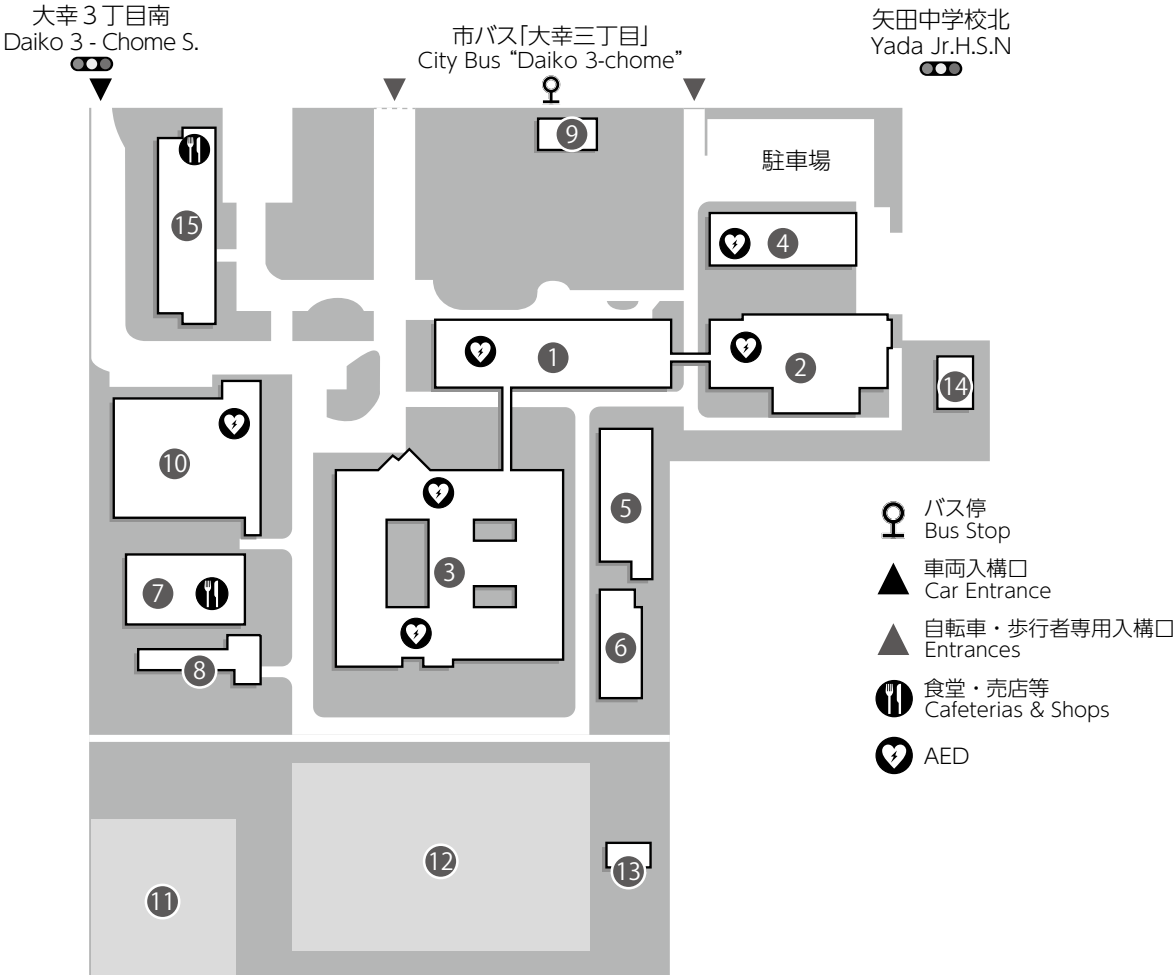 大幸３丁目南
Daiko 3 - Chome S.
市バス｢大幸三丁目｣
City Bus “Daiko 3-chome”
矢田中学校北
Yada Jr.H.S.N
9
駐車場
15
4
1
2
14
10
5
3
7
6
8
バス停
Bus Stop
車両入構口
Car Entrance
自転車・歩行者専用入構口
Entrances
食堂・売店等
Cafeterias & Shops
AED
12
13
11